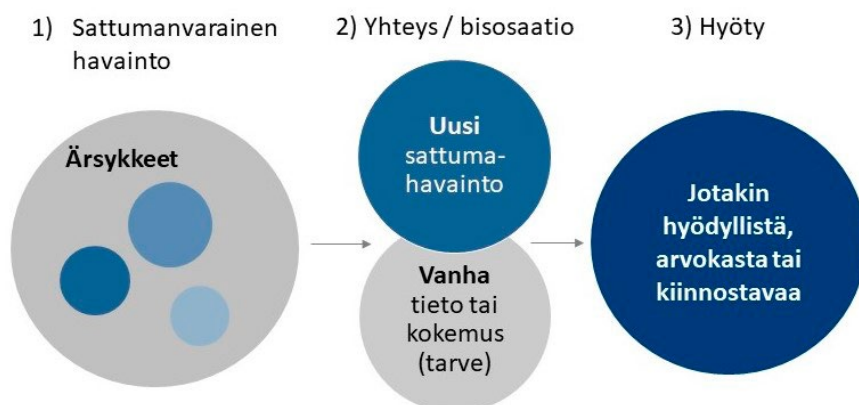 1) Sattumanvarainen
havainto
2) Yhteys / bisosaatio
3) Hyöty
Ärsykkeet
Uusi
sattuma-
havainto
Vanha
tieto tai
kokemus
(tarve)
Jotakin
hyödyllistä,
arvokasta tai
kiinnostavaa